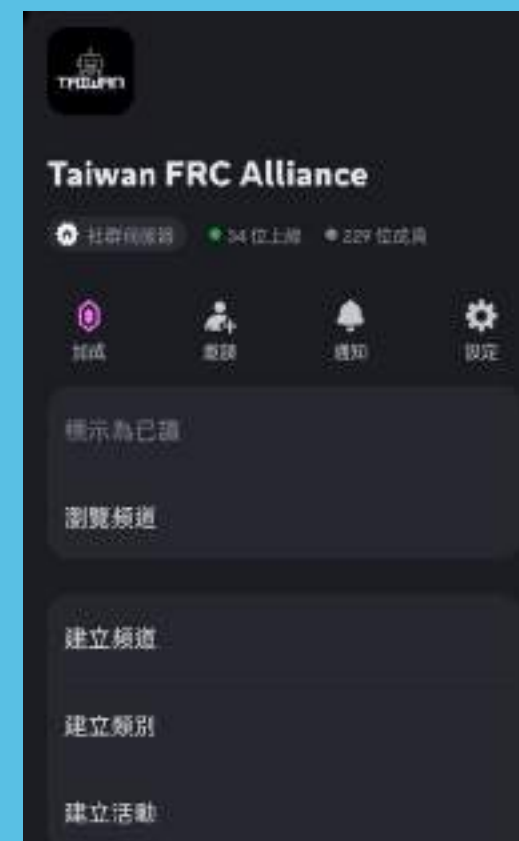 TAIWAN
Taiwan FRC Alliance
社群伺服器 34 位上線 229 位成員
加成 邀請 通知 設定
標示為已讀
瀏覽頻道
建立頻道
建立類別
建立活動